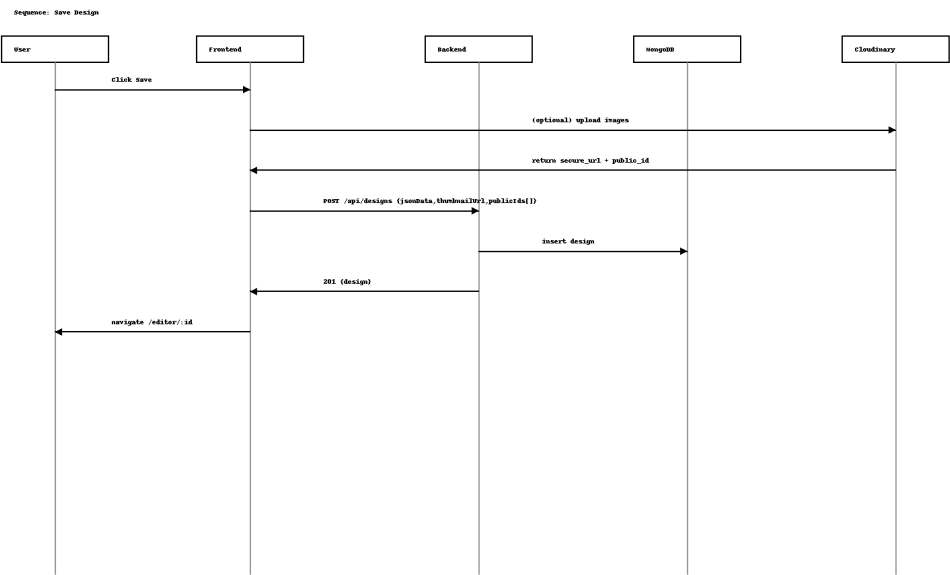 Sequence: Save Design
User
Frontend
Backend
MongoDB
Cloudinary
Click Save
(optional) upload images
return secure_url + public_id
POST /api/designs {jsonData,thumbnailUrl,publicIds[]}
insert design
201 {design}
navigate /editor/:id